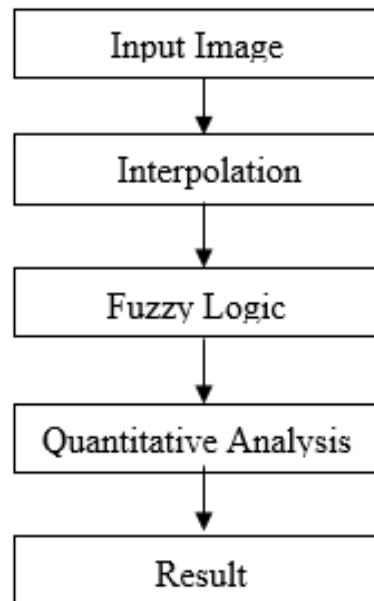 Input Image
Interpolation
Fuzzy Logic
Quantitative Analysis
Result